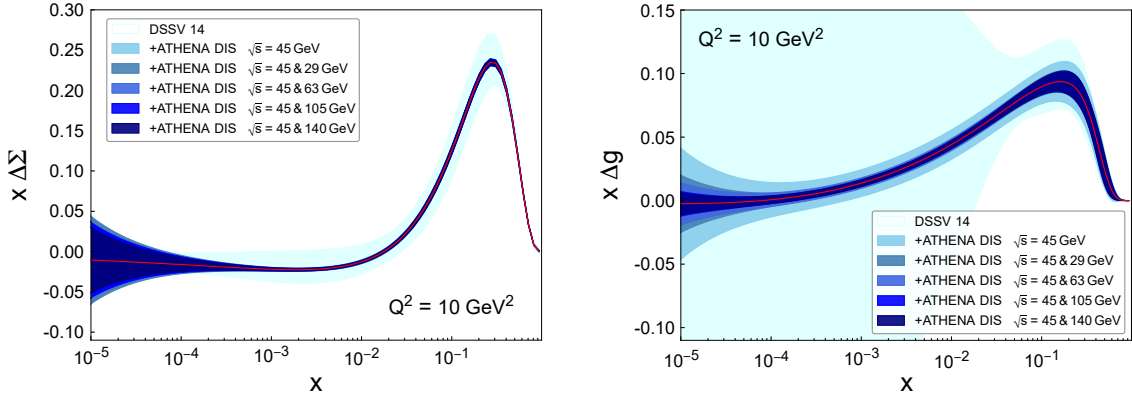 0.30
0.25
0.20
0.15
0.10
0.05
0.00
-0.05
-0.10
x ΔΣ
DSSV 14
+ATHENA DIS √s = 45 GeV
+ATHENA DIS √s = 45 & 29 GeV
+ATHENA DIS √s = 45 & 63 GeV
+ATHENA DIS √s = 45 & 105 GeV
+ATHENA DIS √s = 45 & 140 GeV
Q² = 10 GeV²
10⁻⁵ 10⁻⁴ 10⁻³ 10⁻² 10⁻¹
x
0.15
0.10
0.05
0.00
-0.05
-0.10
x Δg
Q² = 10 GeV²
DSSV 14
+ATHENA DIS √s = 45 GeV
+ATHENA DIS √s = 45 & 29 GeV
+ATHENA DIS √s = 45 & 63 GeV
+ATHENA DIS √s = 45 & 105 GeV
+ATHENA DIS √s = 45 & 140 GeV
10⁻⁵ 10⁻⁴ 10⁻³ 10⁻² 10⁻¹
x